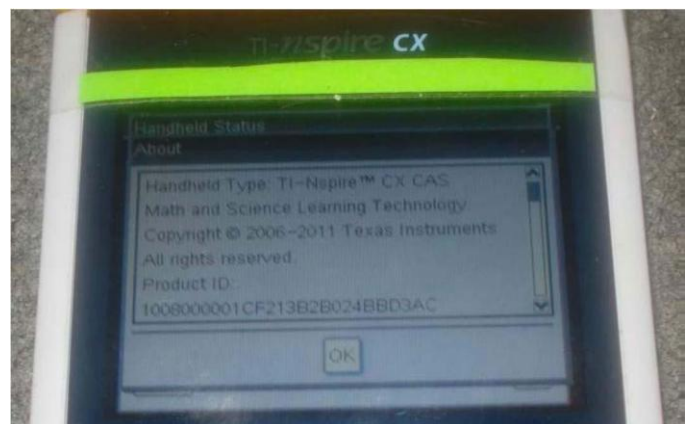 TI-nspire CX
Handheld Status
About
Handheld Type: TI-Nspire™ CX CAS
Math and Science Learning Technology
Copyright © 2006-2011 Texas Instruments
All rights reserved.
Product ID:
1008000001CF213B2B024BBD3AC
OK